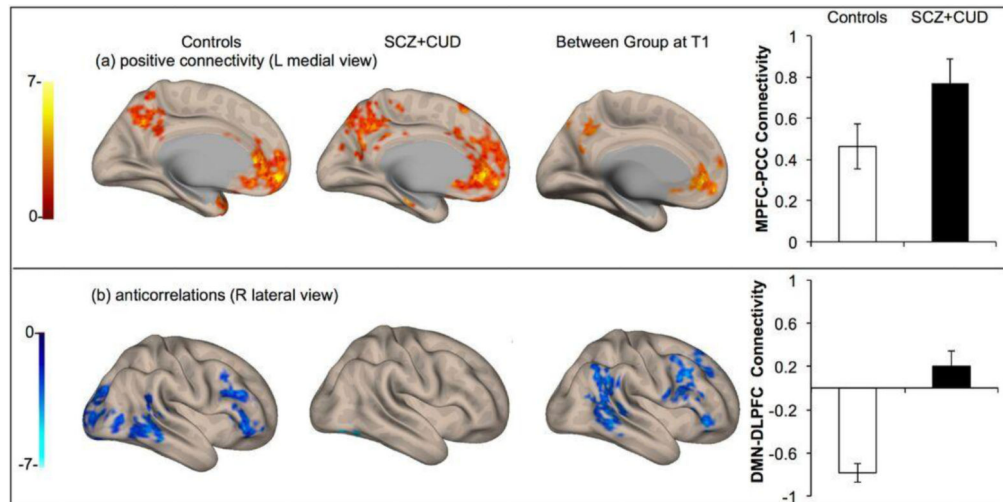 Controls SCZ+CUD Between Group at T1
(a) positive connectivity (L medial view)
7-
0-
Controls SCZ+CUD
1
0.8
0.6
0.4
0.2
0
MPFC-PCC Connectivity
(b) anticorrelations (R lateral view)
0-
-7-
1
0.6
0.2
-0.2
-0.6
-1
DMN-DLPFC Connectivity